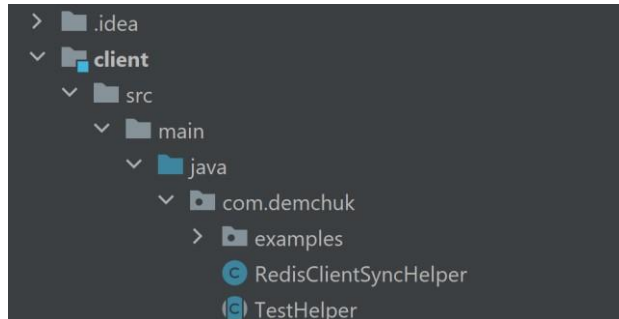 .idea
client
src
main
java
com.demchuk
examples
RedisClientSyncHelper
TestHelper